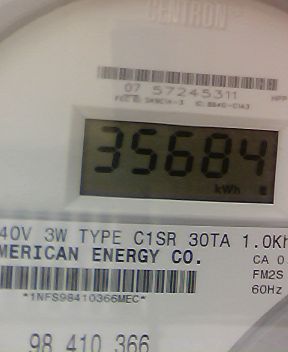 CENTRON
07 57245311
35684
kWh
40V 3W TYPE C1SR 30TA 1.0Kh
MERICAN ENERGY CO.
CA 0
FM2S
60Hz
*1NFS98410366MEC*
98 410 366